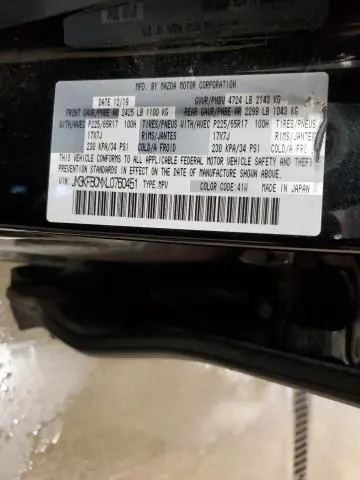 MFD. BY MAZDA MOTOR CORPORATION
DATE 12/19 GVWR/PNBV 4724 LB 2143 KG
FRONT GAWR/PNBE AR 2425 LB 1100 KG REAR GAWR/PNBE AR 2299 LB 1043 KG
WITH/AVEC P225/65R17 100H TIRES/PNEUS WITH/AVEC P225/65R17 100H TIRES/PNEUS
17X7J RIMS/JANTES 17X7J RIMS/JANTES
230 KPA/34 PSI COLD/A FROID 230 KPA/34 PSI COLD/A FROID
THIS VEHICLE CONFORMS TO ALL APPLICABLE FEDERAL MOTOR VEHICLE SAFETY, BUMPER, AND THEFT
PREVENTION STANDARDS IN EFFECT ON THE DATE OF MANUFACTURE SHOWN ABOVE.
JM3KFBCMXL0760451 TYPE:MPV COLOR CODE:41W MADE IN JAPAN